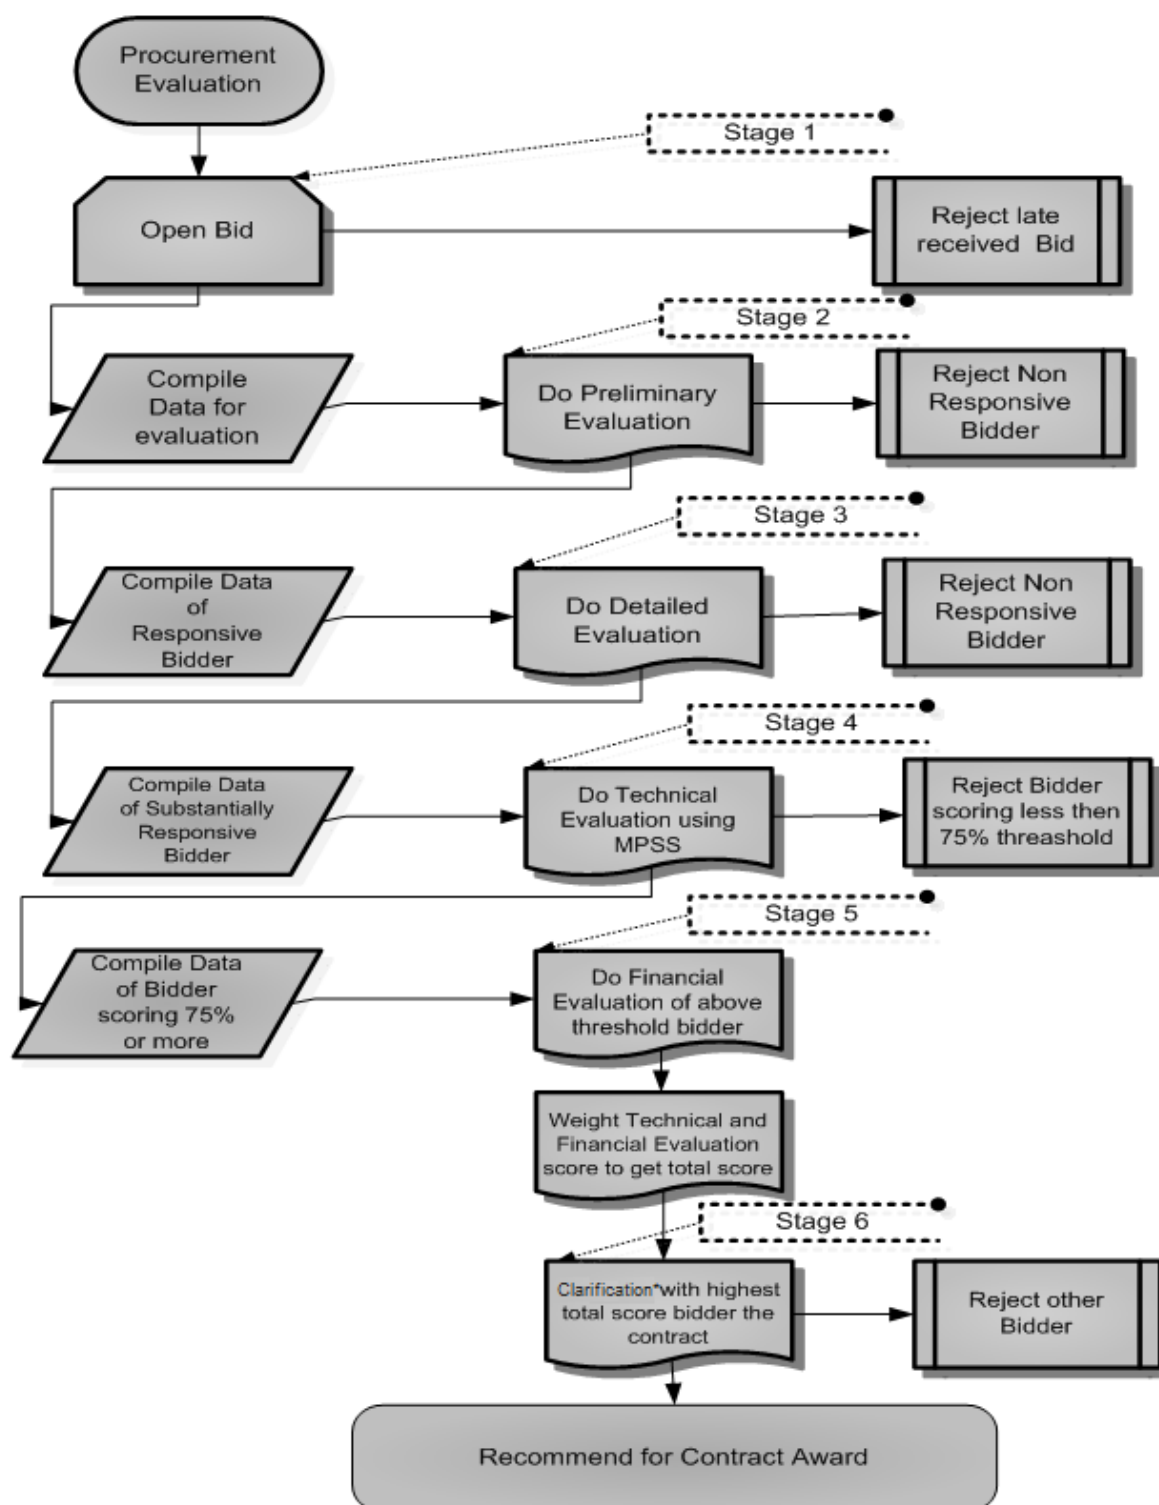 Procurement
Evaluation
Stage 1
Open Bid
Reject late
received Bid
Stage 2
Compile
Data for
evaluation
Do Preliminary
Evaluation
Reject Non
Responsive
Bidder
Stage 3
Compile Data
of
Responsive
Bidder
Do Detailed
Evaluation
Reject Non
Responsive
Bidder
Stage 4
Compile Data
of Substantially
Responsive
Bidder
Do Technical
Evaluation using
MPSS
Reject Bidder
scoring less then
75% threashold
Stage 5
Compile Data
of Bidder
scoring 75%
or more
Do Financial
Evaluation of above
threshold bidder
Weight Technical and
Financial Evaluation
score to get total score
Stage 6
Clarification*with highest
total score bidder the
contract
Reject other
Bidder
Recommend for Contract Award